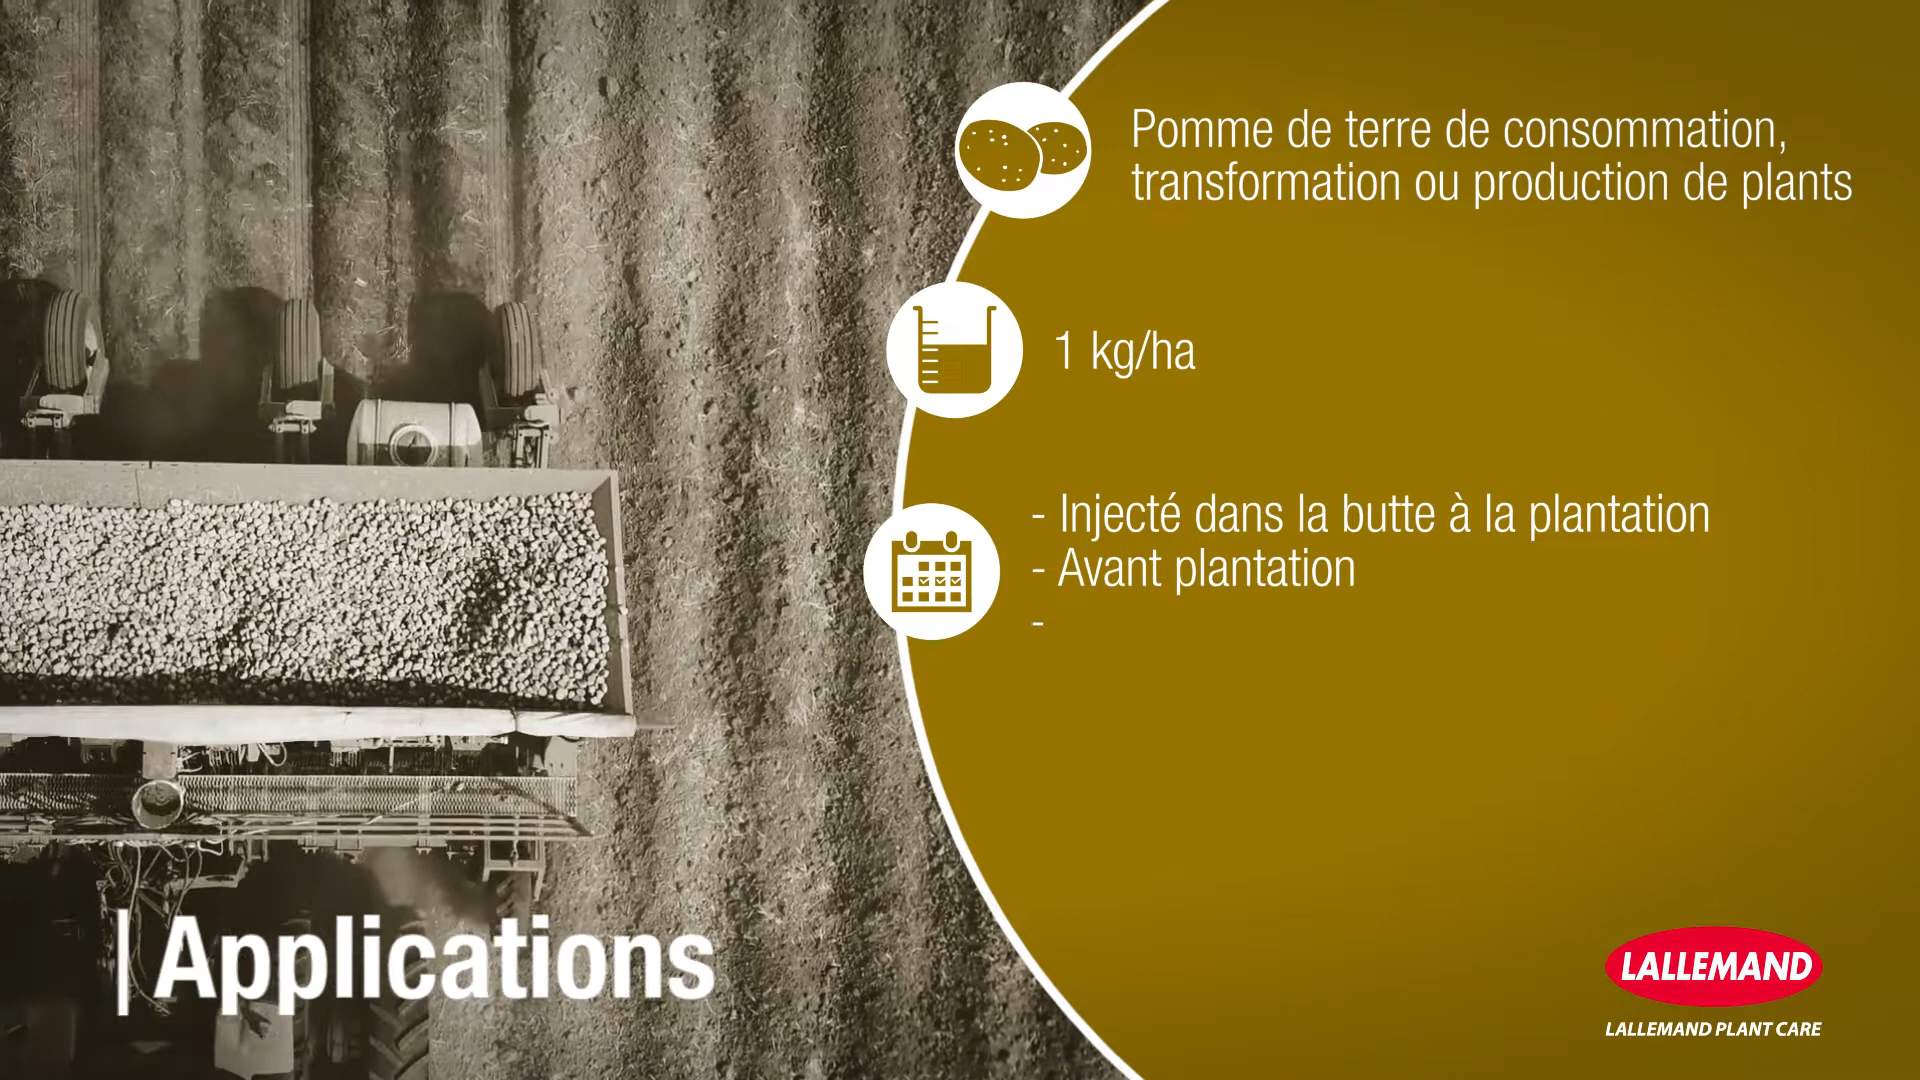 Pomme de terre de consommation,
transformation ou production de plants
1 kg/ha
- Injecté dans la butte à la plantation
- Avant plantation
-
| Applications
LALLEMAND
LALLEMAND PLANT CARE